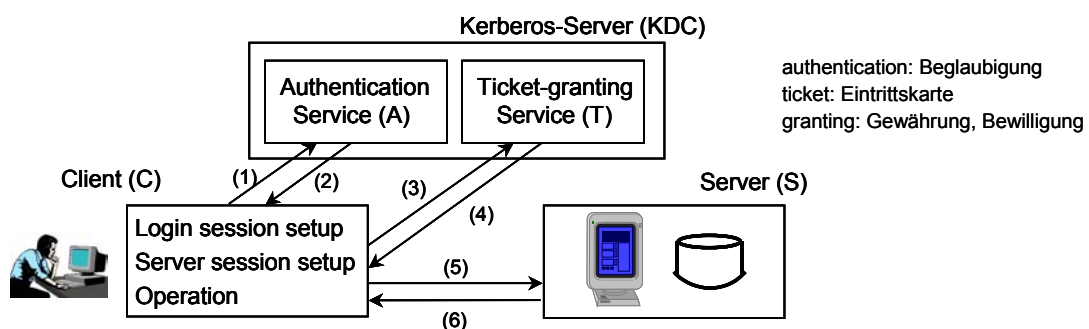 Kerberos-Server (KDC)
Authentication
Service (A)
Ticket-granting
Service (T)
authentication: Beglaubigung
ticket: Eintrittskarte
granting: Gewährung, Bewilligung
Client (C)
(1)
(2)
(3)
(4)
Server (S)
Login session setup
Server session setup
Operation
(5)
(6)